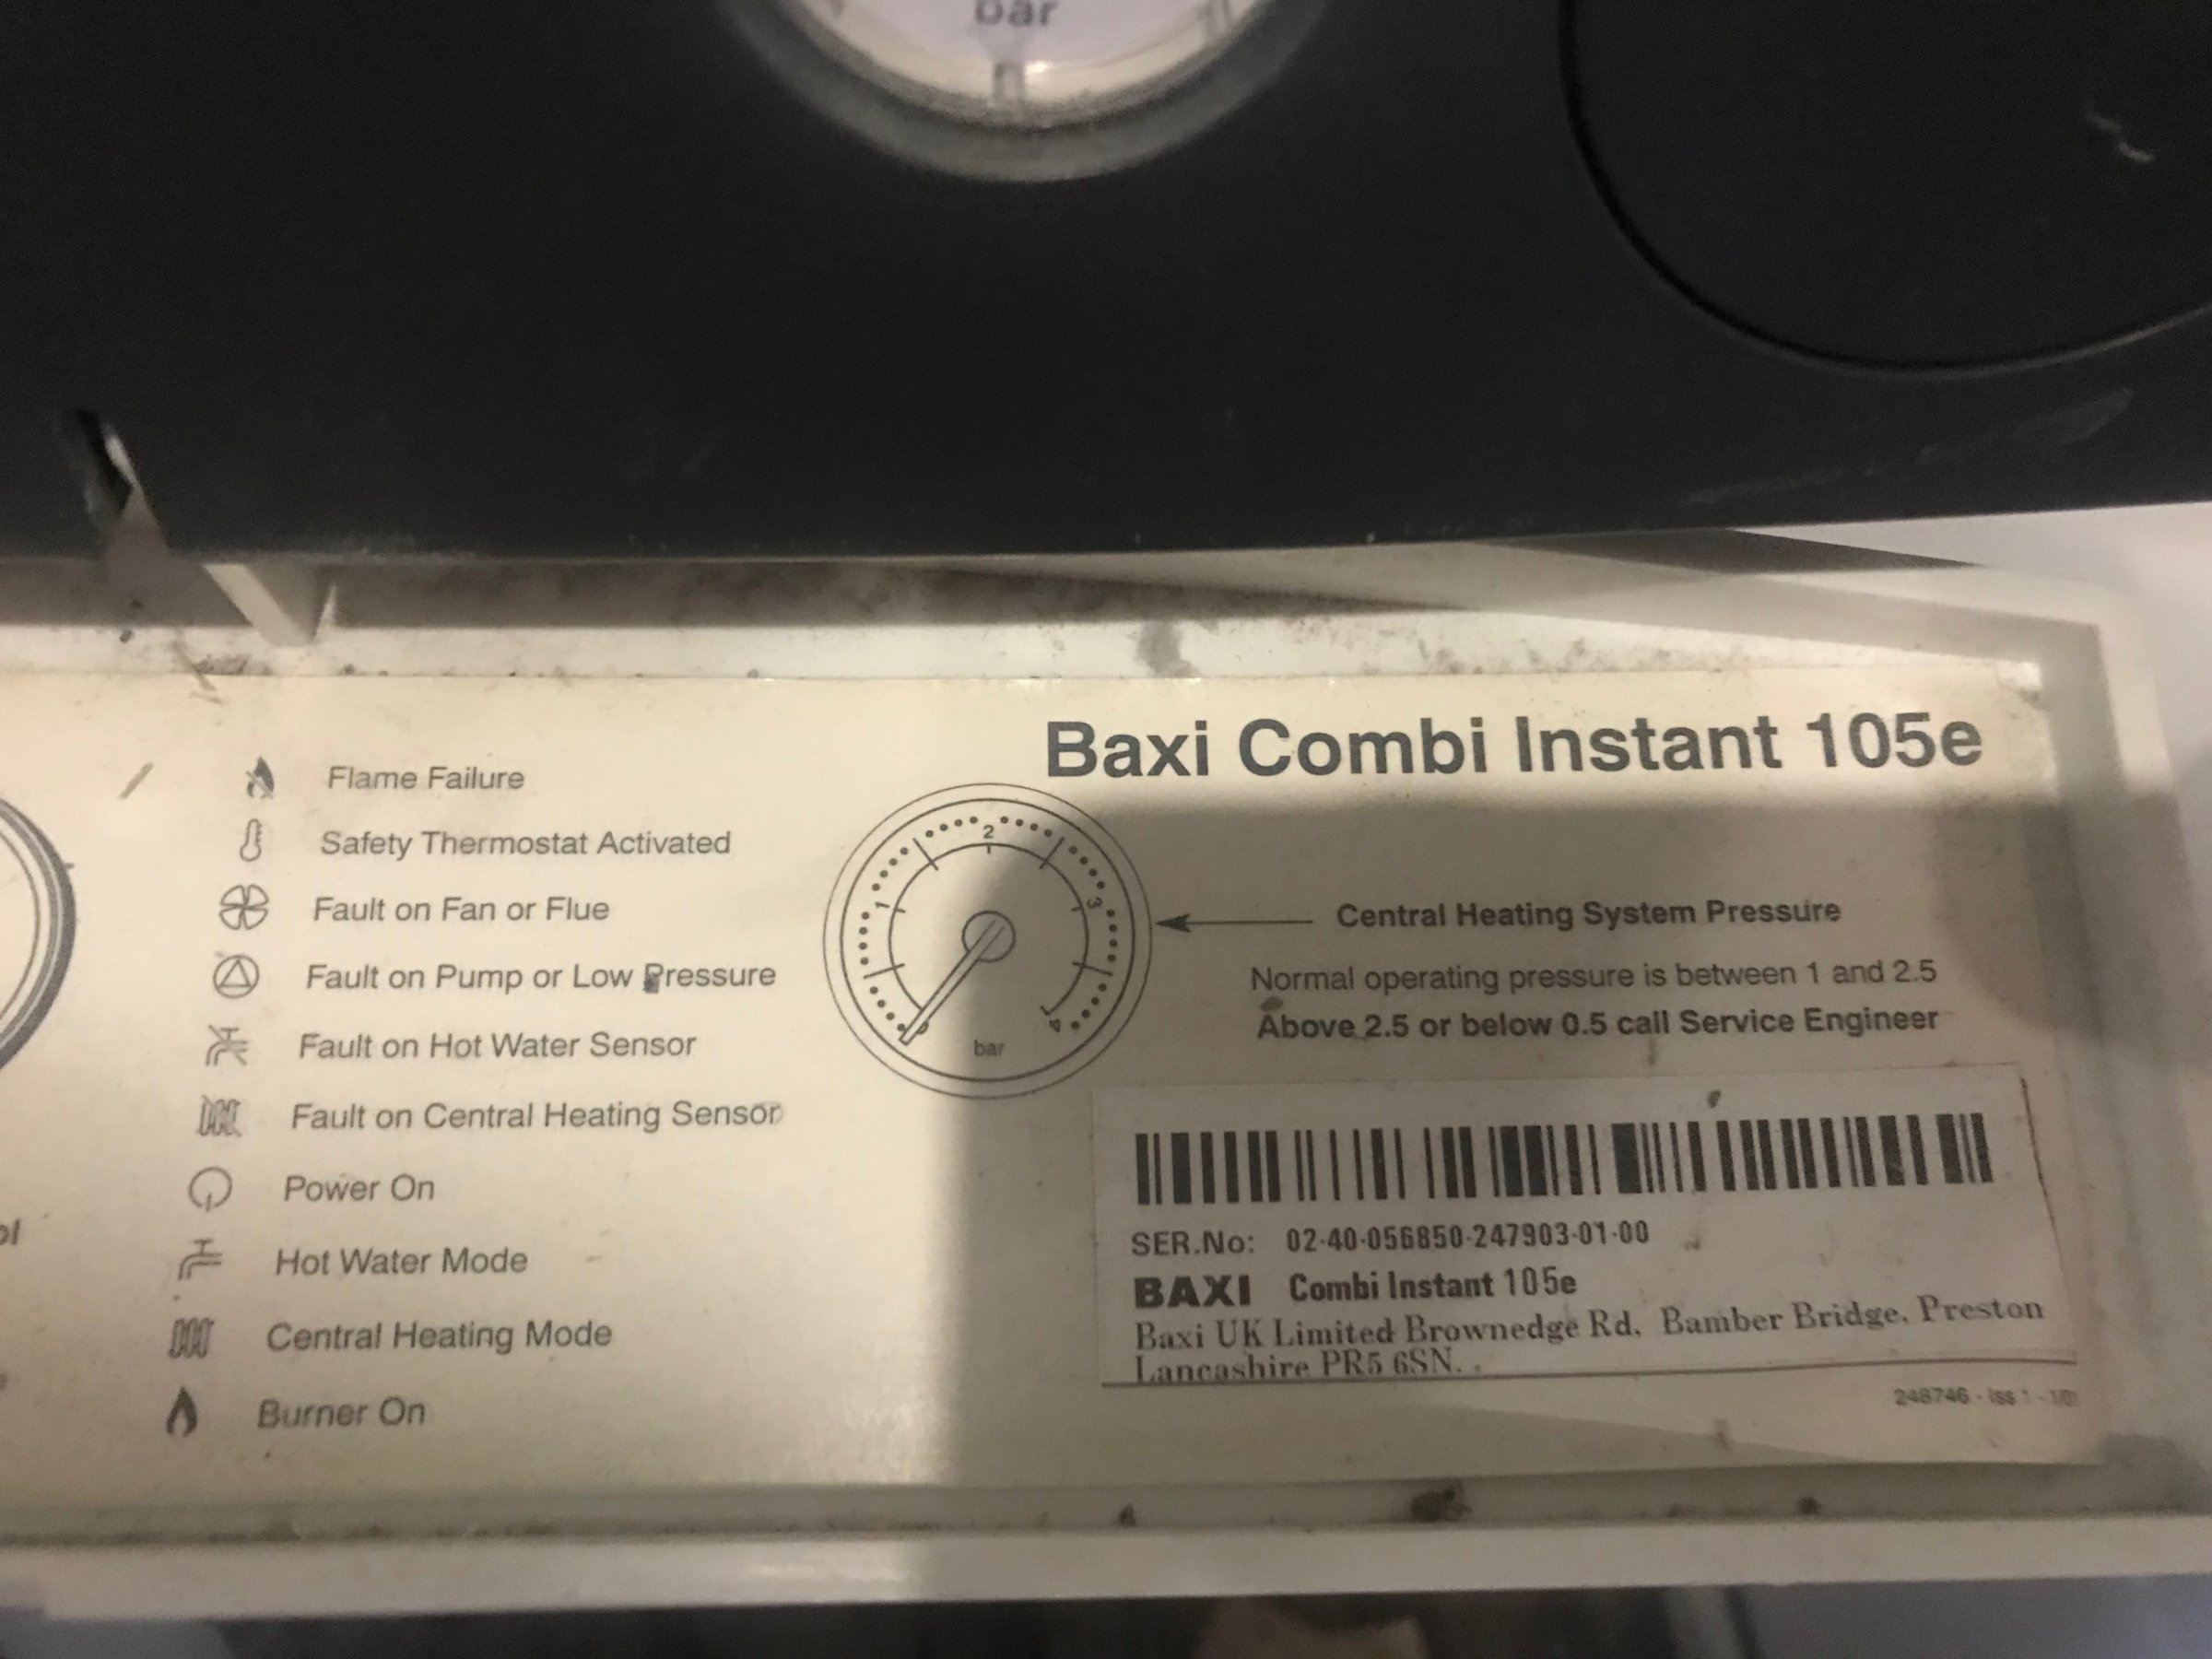 bar
Baxi Combi Instant 105e
Flame Failure
Safety Thermostat Activated
Fault on Fan or Flue
Fault on Pump or Low Pressure
Fault on Hot Water Sensor
Fault on Central Heating Sensor
Power On
Hot Water Mode
Central Heating Mode
Burner On
1
2
3
4
bar
Central Heating System Pressure
Normal operating pressure is between 1 and 2.5
Above 2.5 or below 0.5 call Service Engineer
SER.No: 02-40-056850-247903-01-00
BAXI Combi Instant 105e
Baxi UK Limited Brownedge Rd, Bamber Bridge, Preston
Lancashire PR5 6SN.
248746 - Iss 1 -